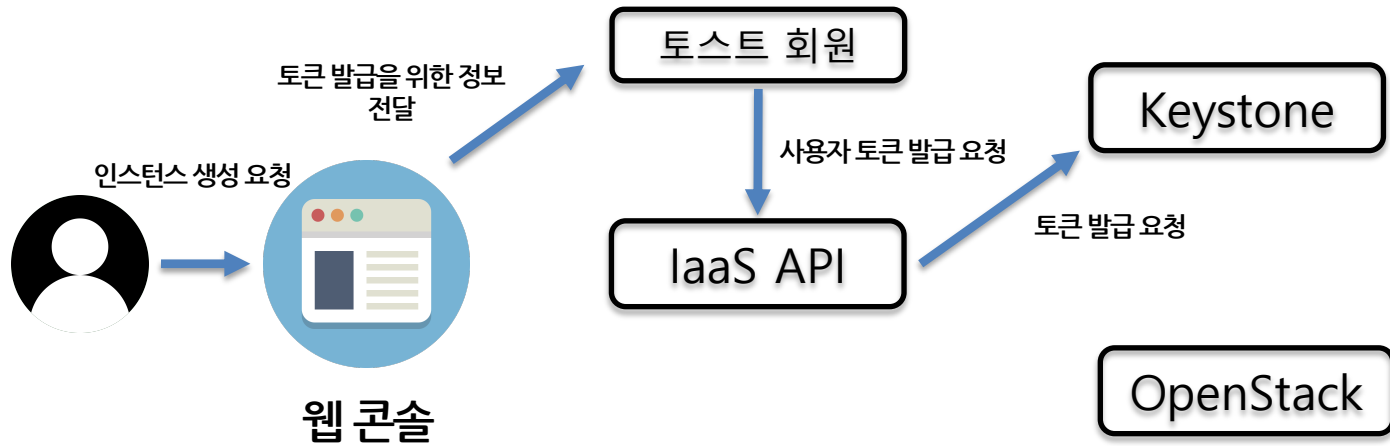 토스트 회원
토큰 발급을 위한 정보
전달
Keystone
사용자 토큰 발급 요청
인스턴스 생성 요청
토큰 발급 요청
IaaS API
OpenStack
웹 콘솔